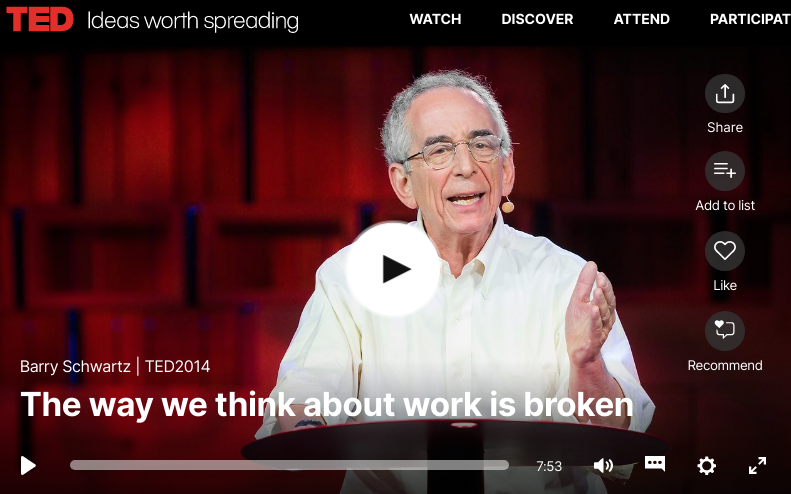 TED Ideas worth spreading
WATCH DISCOVER ATTEND PARTICIPAT
Share
Add to list
Like
Recommend
Barry Schwartz | TED2014
The way we think about work is broken
7:53